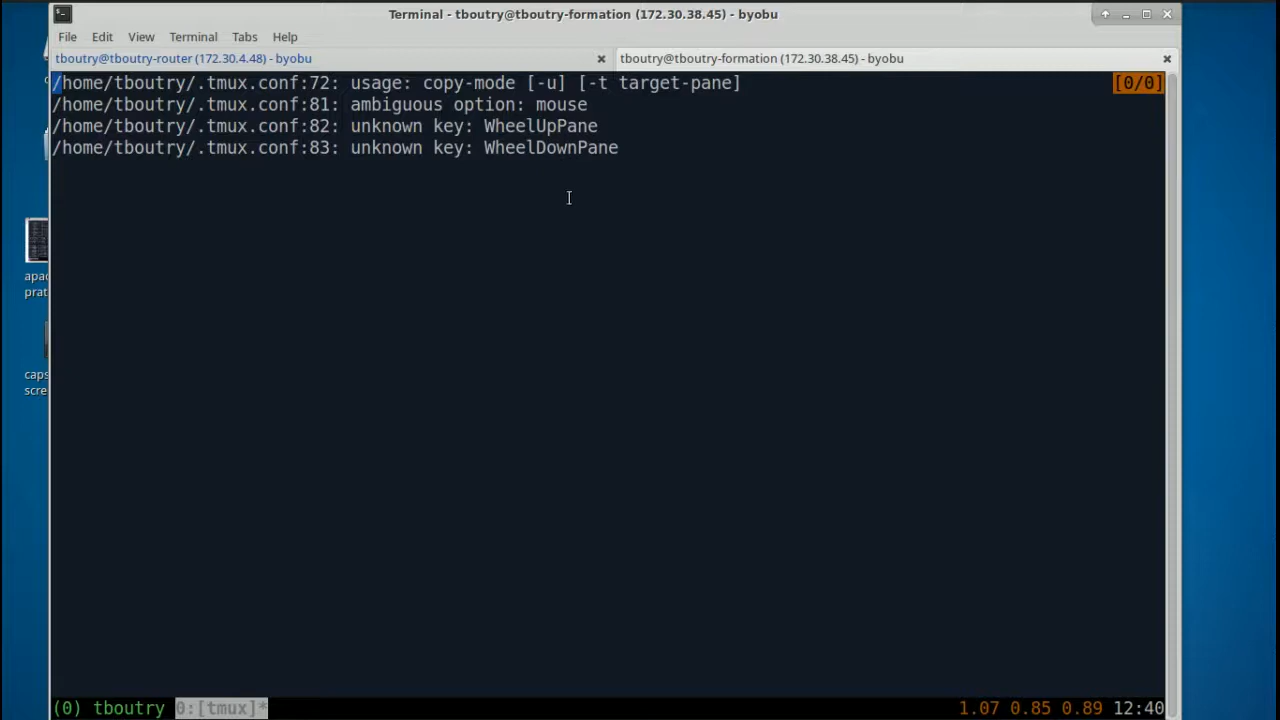 Terminal - tboutry@tboutry-formation (172.30.38.45) - byobu
File Edit View Terminal Tabs Help
tboutry@tboutry-router (172.30.4.48) - byobu tboutry@tboutry-formation (172.30.38.45) - byobu
/home/tboutry/.tmux.conf:72: usage: copy-mode [-u] [-t target-pane] [0/0]
/home/tboutry/.tmux.conf:81: ambiguous option: mouse
/home/tboutry/.tmux.conf:82: unknown key: WheelUpPane
/home/tboutry/.tmux.conf:83: unknown key: WheelDownPane
apac
prat
caps
scre
(0) tboutry 0:[tmux]* 1.07 0.85 0.89 12:40